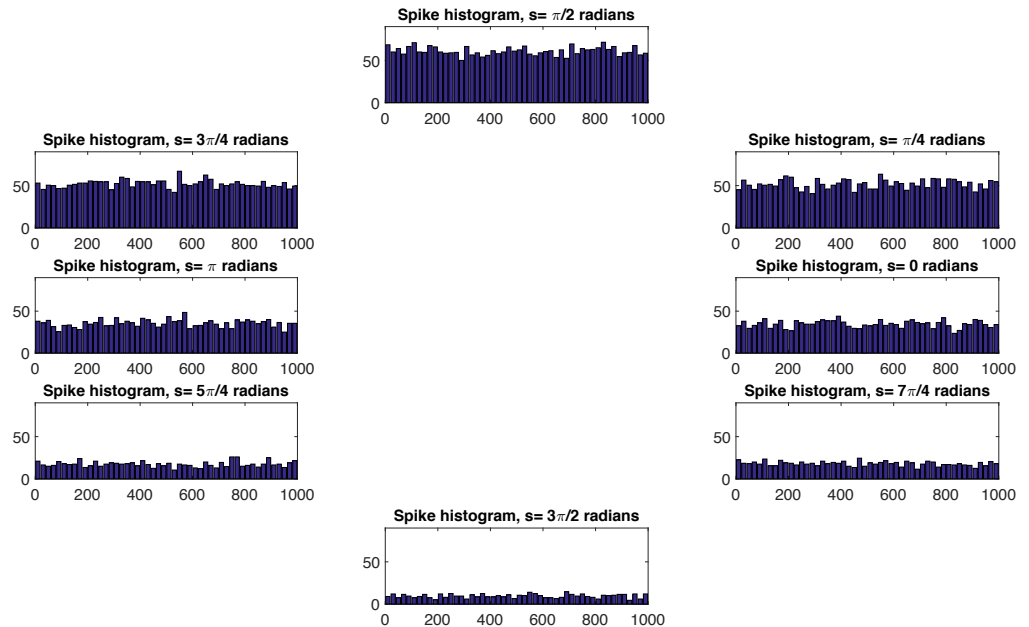 Spike histogram, s= π/2 radians
50
0
0 200 400 600 800 1000
Spike histogram, s= 3π/4 radians
50
0
0 200 400 600 800 1000
Spike histogram, s= π/4 radians
50
0
0 200 400 600 800 1000
Spike histogram, s= π radians
50
0
0 200 400 600 800 1000
Spike histogram, s= 0 radians
50
0
0 200 400 600 800 1000
Spike histogram, s= 5π/4 radians
50
0
0 200 400 600 800 1000
Spike histogram, s= 7π/4 radians
50
0
0 200 400 600 800 1000
Spike histogram, s= 3π/2 radians
50
0
0 200 400 600 800 1000